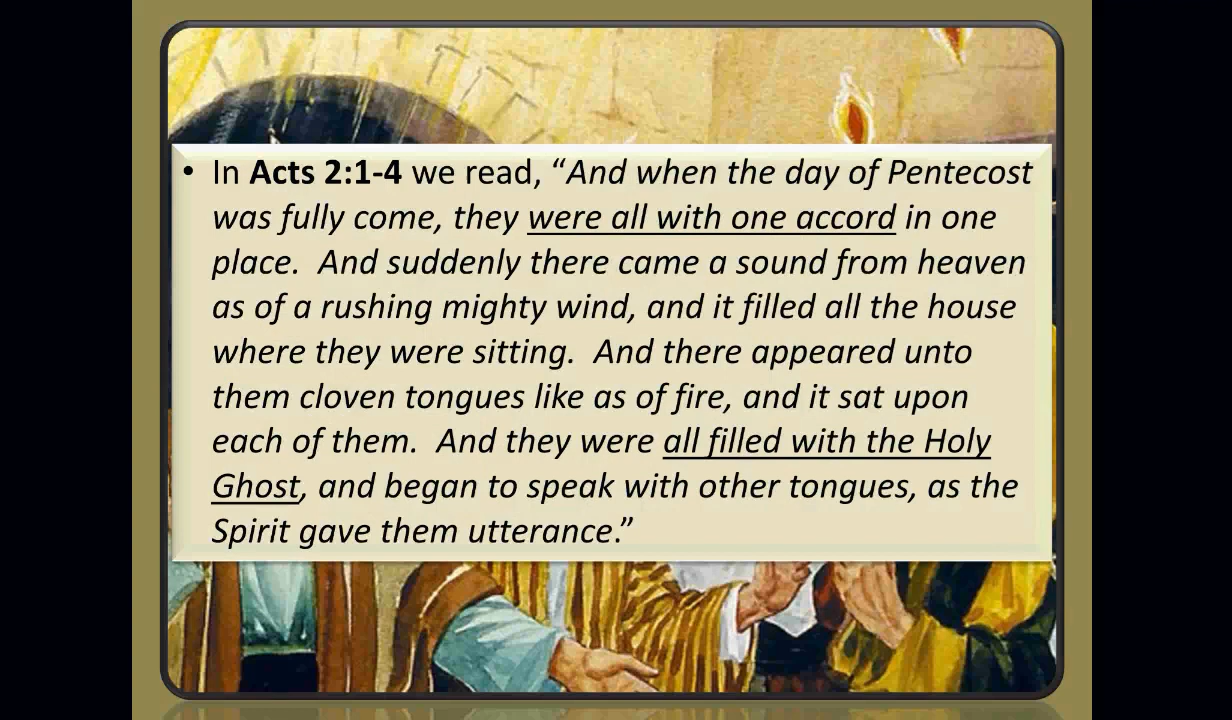 • In Acts 2:1-4 we read, “And when the day of Pentecost
was fully come, they were all with one accord in one
place.  And suddenly there came a sound from heaven
as of a rushing mighty wind, and it filled all the house
where they were sitting.  And there appeared unto
them cloven tongues like as of fire, and it sat upon
each of them.  And they were all filled with the Holy
Ghost, and began to speak with other tongues, as the
Spirit gave them utterance.”